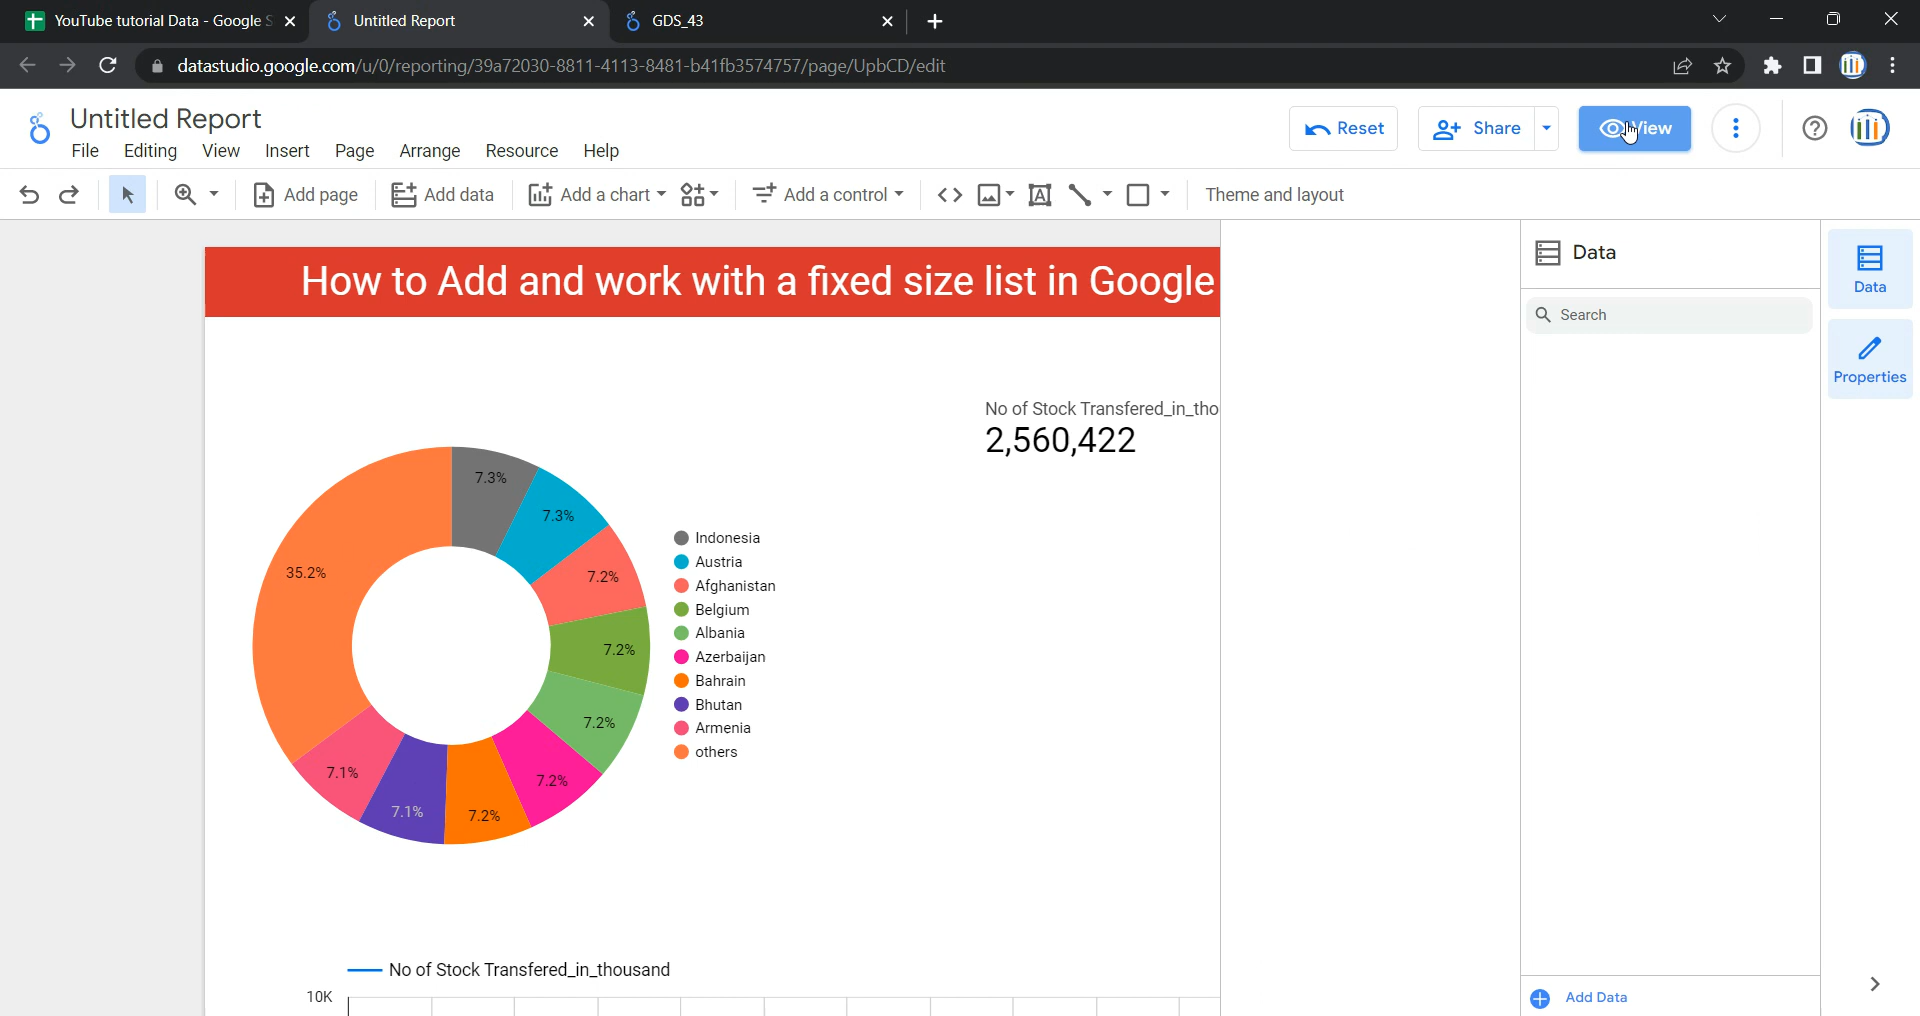 YouTube tutorial Data - Google S
Untitled Report
GDS_43
datastudio.google.com/u/0/reporting/39a72030-8811-4113-8481-b41fb3574757/page/UpbCD/edit
Untitled Report
Reset
Share
View
File Editing View Insert Page Arrange Resource Help
Add page
Add data
Add a chart
Add a control
Theme and layout
How to Add and work with a fixed size list in Google
Data
Search
Data
Properties
No of Stock Transfered_in_tho
2,560,422
7.3%
7.3%
7.2%
7.2%
7.2%
7.2%
7.2%
7.1%
7.1%
35.2%
Indonesia
Austria
Afghanistan
Belgium
Albania
Azerbaijan
Bahrain
Bhutan
Armenia
others
No of Stock Transfered_in_thousand
10K
Add Data